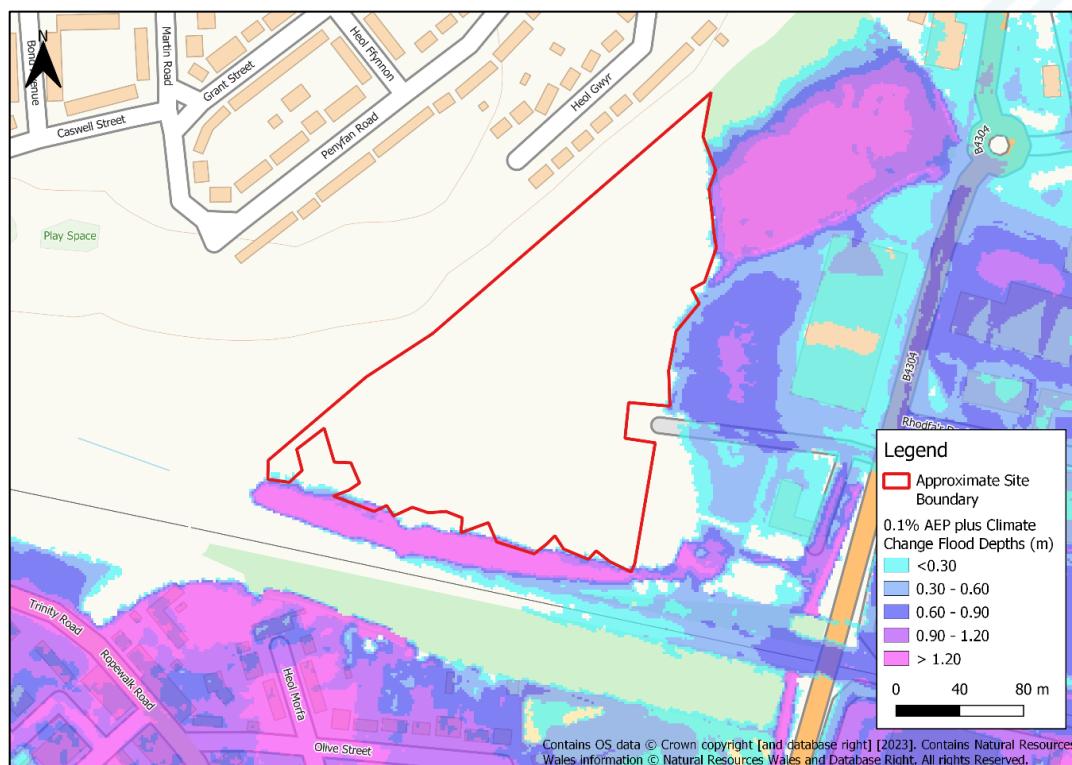 N
Bond Avenue
Martin Road
Caswell Street
Grant Street
Heol Ffynnon
Penyfan Road
Heol Gwyr
B4304
Play Space
B4304
Trinity Road
Ropewalk Road
Heol Morfa
Olive Street
Legend
Approximate Site
Boundary
0.1% AEP plus Climate
Change Flood Depths (m)
<0.30
0.30 - 0.60
0.60 - 0.90
0.90 - 1.20
> 1.20
0 40 80 m
Contains OS data © Crown copyright [and database right] [2023]. Contains Natural Resources
Wales information © Natural Resources Wales and Database Right. All rights Reserved.